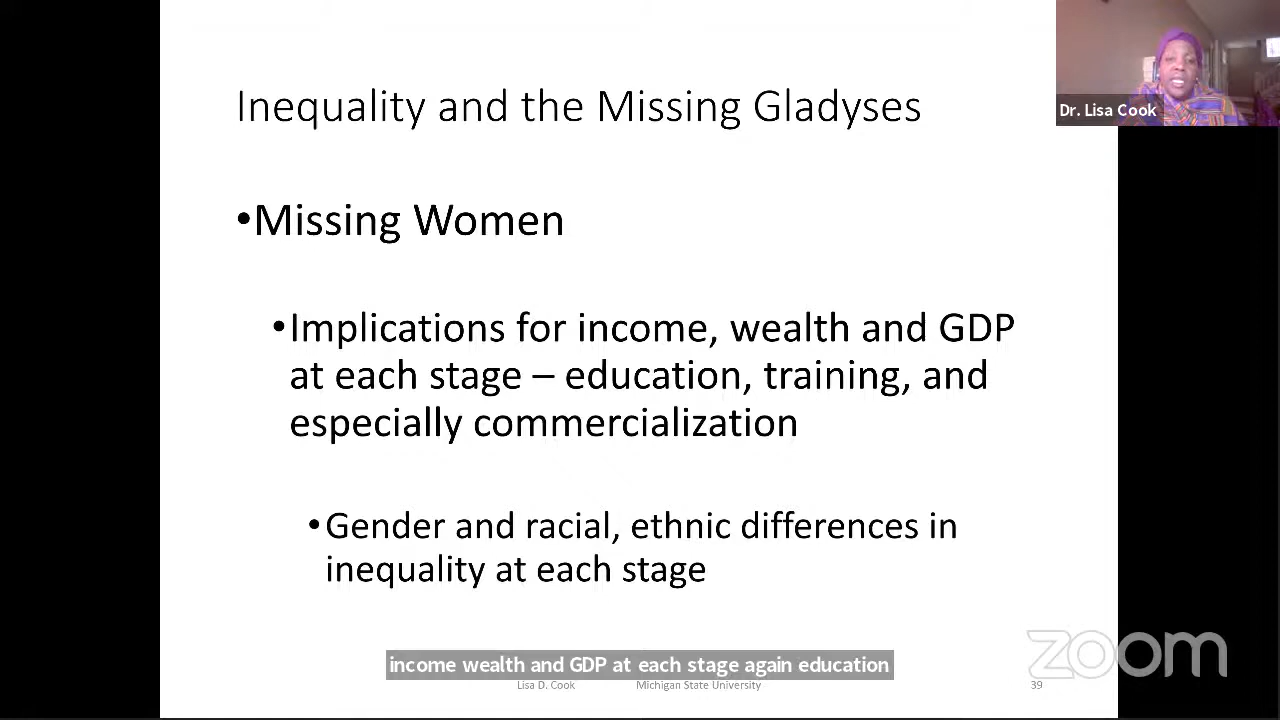 Inequality and the Missing Gladyses
Dr. Lisa Cook
•Missing Women
•Implications for income, wealth and GDP
at each stage – education, training, and
especially commercialization
•Gender and racial, ethnic differences in
inequality at each stage
income wealth and GDP at each stage again education
Lisa D. Cook Michigan State University 39
zoom